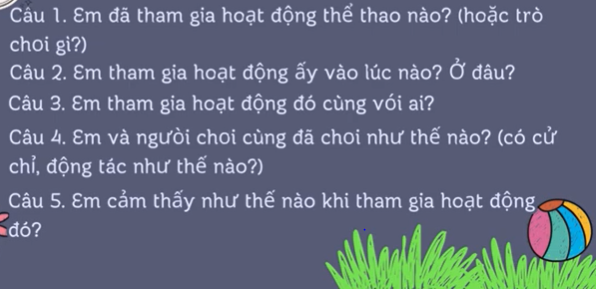 Câu 1. Em đã tham gia hoạt động thể thao nào? (hoặc trò
chơi gì?)
Câu 2. Em tham gia hoạt động ấy vào lúc nào? Ở đâu?
Câu 3. Em tham gia hoạt động đó cùng với ai?
Câu 4. Em và người chơi cùng đã chơi như thế nào? (có cử
chỉ, động tác như thế nào?)
Câu 5. Em cảm thấy như thế nào khi tham gia hoạt động
đó?